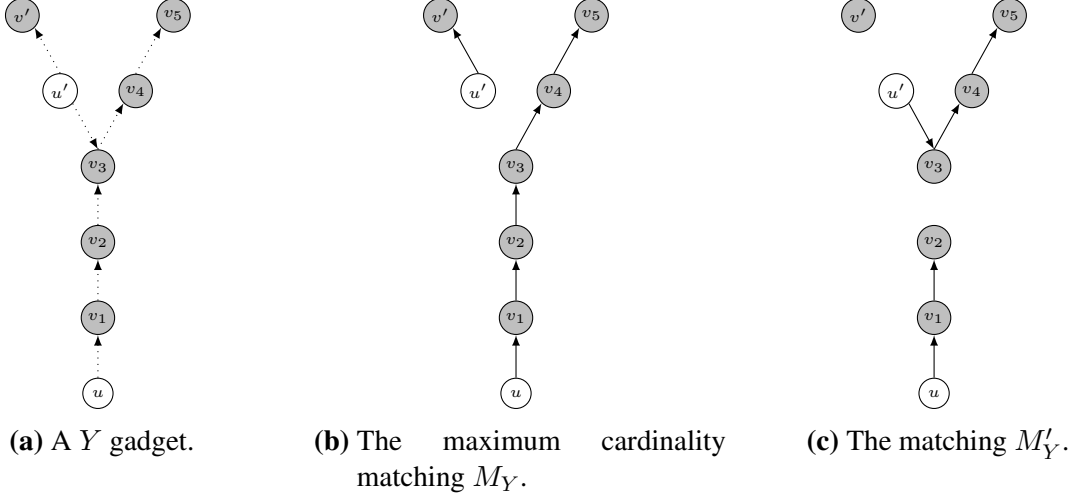 v′ v5 v′ v5 v′ v5
u′ v4 u′ v4 u′ v4
v3 v3 v3
v2 v2 v2
v1 v1 v1
u u u
(a) A Y gadget. (b) The maximum cardinality (c) The matching M′Y.
matching MY.